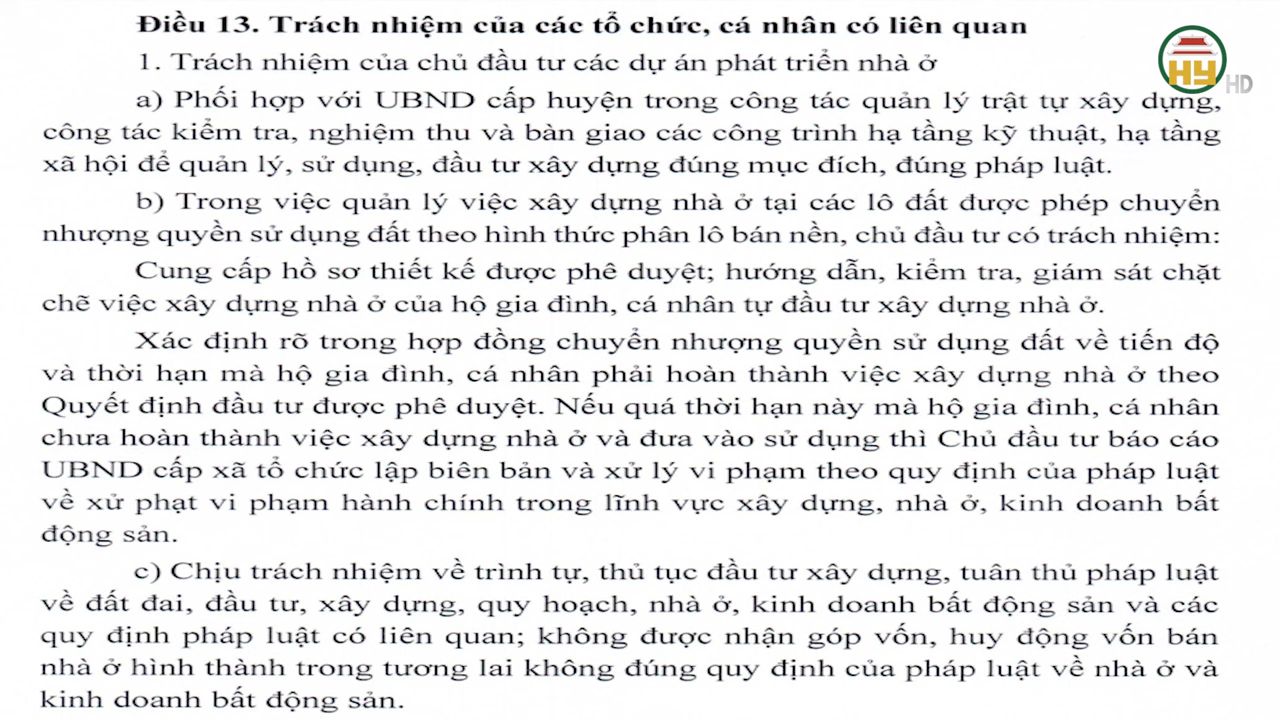 Điều 13. Trách nhiệm của các tổ chức, cá nhân có liên quan
1. Trách nhiệm của chủ đầu tư các dự án phát triển nhà ở
a) Phối hợp với UBND cấp huyện trong công tác quản lý trật tự xây dựng,
công tác kiểm tra, nghiệm thu và bàn giao các công trình hạ tầng kỹ thuật, hạ tầng
xã hội để quản lý, sử dụng, đầu tư xây dựng đúng mục đích, đúng pháp luật.
b) Trong việc quản lý việc xây dựng nhà ở tại các lô đất được phép chuyển
nhượng quyền sử dụng đất theo hình thức phân lô bán nền, chủ đầu tư có trách nhiệm:
Cung cấp hồ sơ thiết kế được phê duyệt; hướng dẫn, kiểm tra, giám sát chặt
chẽ việc xây dựng nhà ở của hộ gia đình, cá nhân tự đầu tư xây dựng nhà ở.
Xác định rõ trong hợp đồng chuyển nhượng quyền sử dụng đất về tiến độ
và thời hạn mà hộ gia đình, cá nhân phải hoàn thành việc xây dựng nhà ở theo
Quyết định đầu tư được phê duyệt. Nếu quá thời hạn này mà hộ gia đình, cá nhân
chưa hoàn thành việc xây dựng nhà ở và đưa vào sử dụng thì Chủ đầu tư báo cáo
UBND cấp xã tổ chức lập biên bản và xử lý vi phạm theo quy định của pháp luật
về xử phạt vi phạm hành chính trong lĩnh vực xây dựng, nhà ở, kinh doanh bất
động sản.
c) Chịu trách nhiệm về trình tự, thủ tục đầu tư xây dựng, tuân thủ pháp luật
về đất đai, đầu tư, xây dựng, quy hoạch, nhà ở, kinh doanh bất động sản và các
quy định pháp luật có liên quan; không được nhận góp vốn, huy động vốn bán
nhà ở hình thành trong tương lai không đúng quy định của pháp luật về nhà ở và
kinh doanh bất động sản.
HY HD